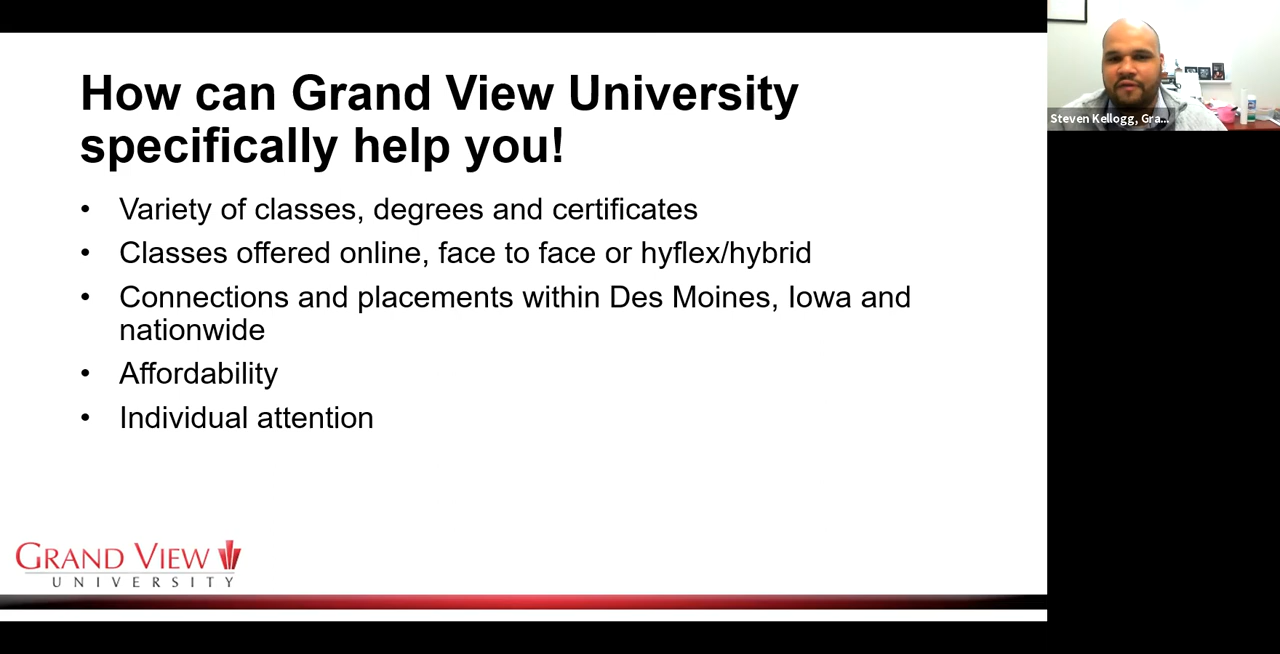 How can Grand View University
specifically help you!
• Variety of classes, degrees and certificates
• Classes offered online, face to face or hyflex/hybrid
• Connections and placements within Des Moines, Iowa and
nationwide
• Affordability
• Individual attention
GRAND VIEW
UNIVERSITY
Steven Kellogg, Gra...